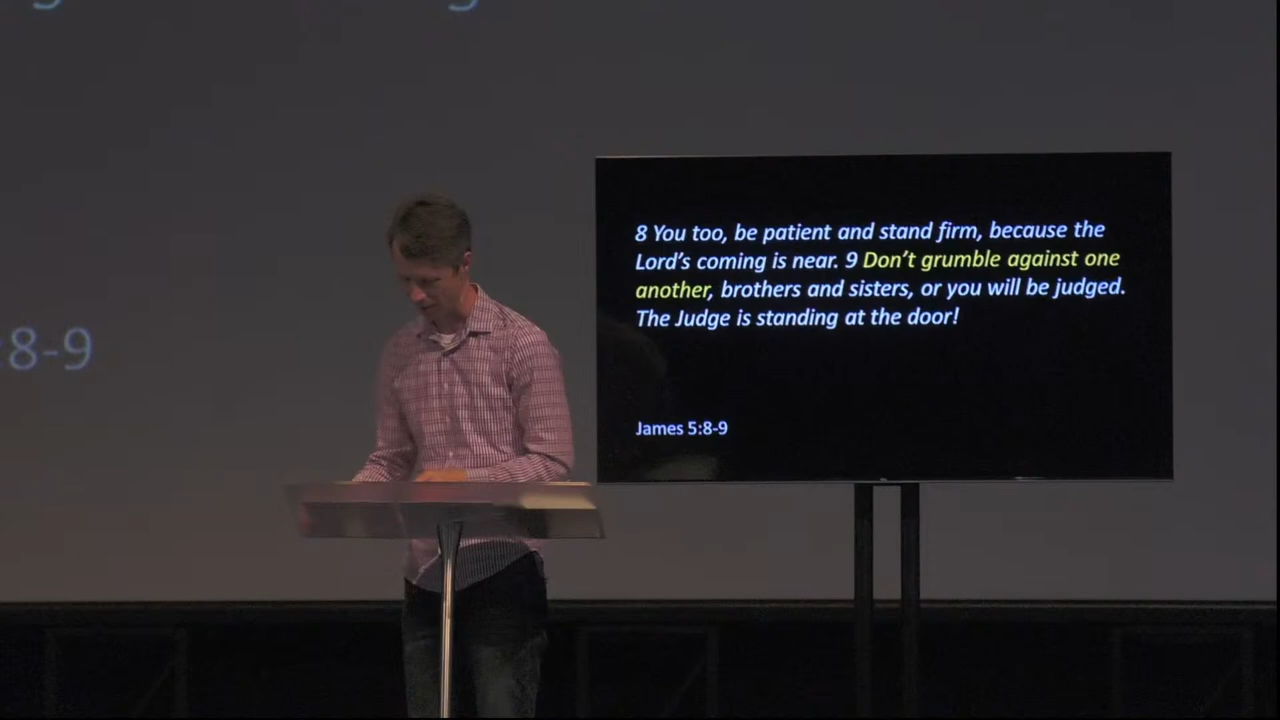 8 You too, be patient and stand firm, because the
Lord's coming is near. 9 Don't grumble against one
another, brothers and sisters, or you will be judged.
The Judge is standing at the door!
James 5:8-9
:8-9